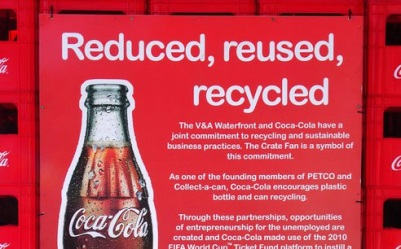 Reduced, reused,
recycled
The V&A Waterfront and Coca-Cola have a
joint commitment to recycling and sustainable
business practices. The Crate Fan is a symbol of
this commitment.
As one of the founding members of PETCO and
Collect-a-can, Coca-Cola encourages plastic
bottle and can recycling.
Through these partnerships, opportunities
of entrepreneurship for the unemployed are
created and Coca-Cola made use of the 2010
FIFA World Cup™ Ticket Fund platform to instil a
Coca-Cola